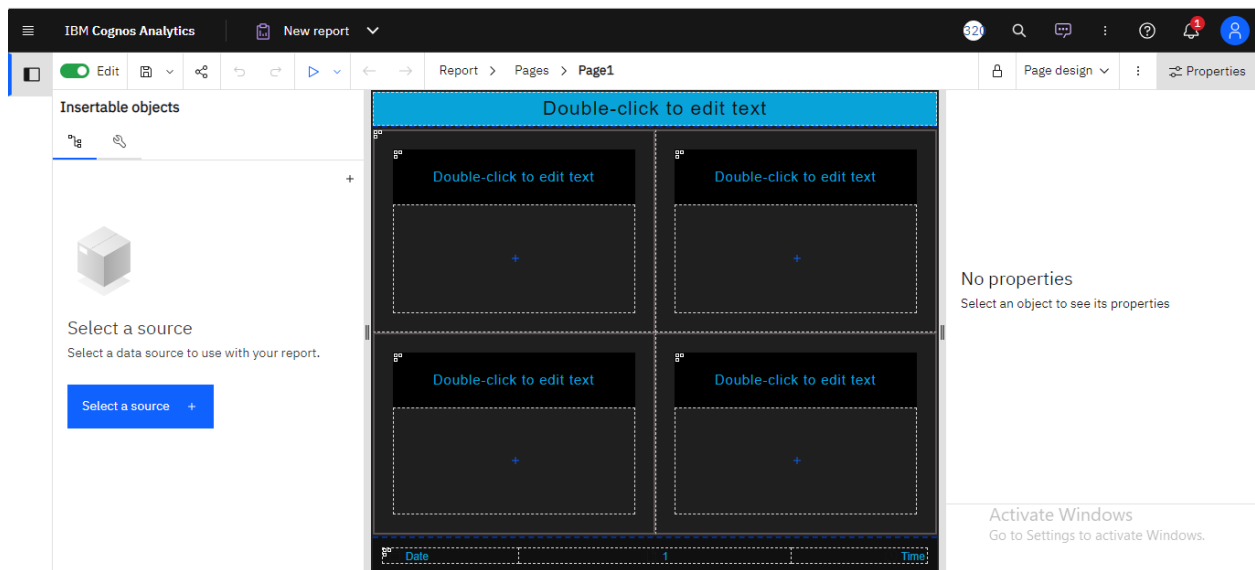 IBM Cognos Analytics
New report
320
1
Edit
Report > Pages > Page1
Page design
Properties
Insertable objects
Double-click to edit text
Double-click to edit text
Double-click to edit text
Select a source
Select a data source to use with your report.
Select a source +
No properties
Select an object to see its properties
Double-click to edit text
Double-click to edit text
Date
1
Time
Activate Windows
Go to Settings to activate Windows.